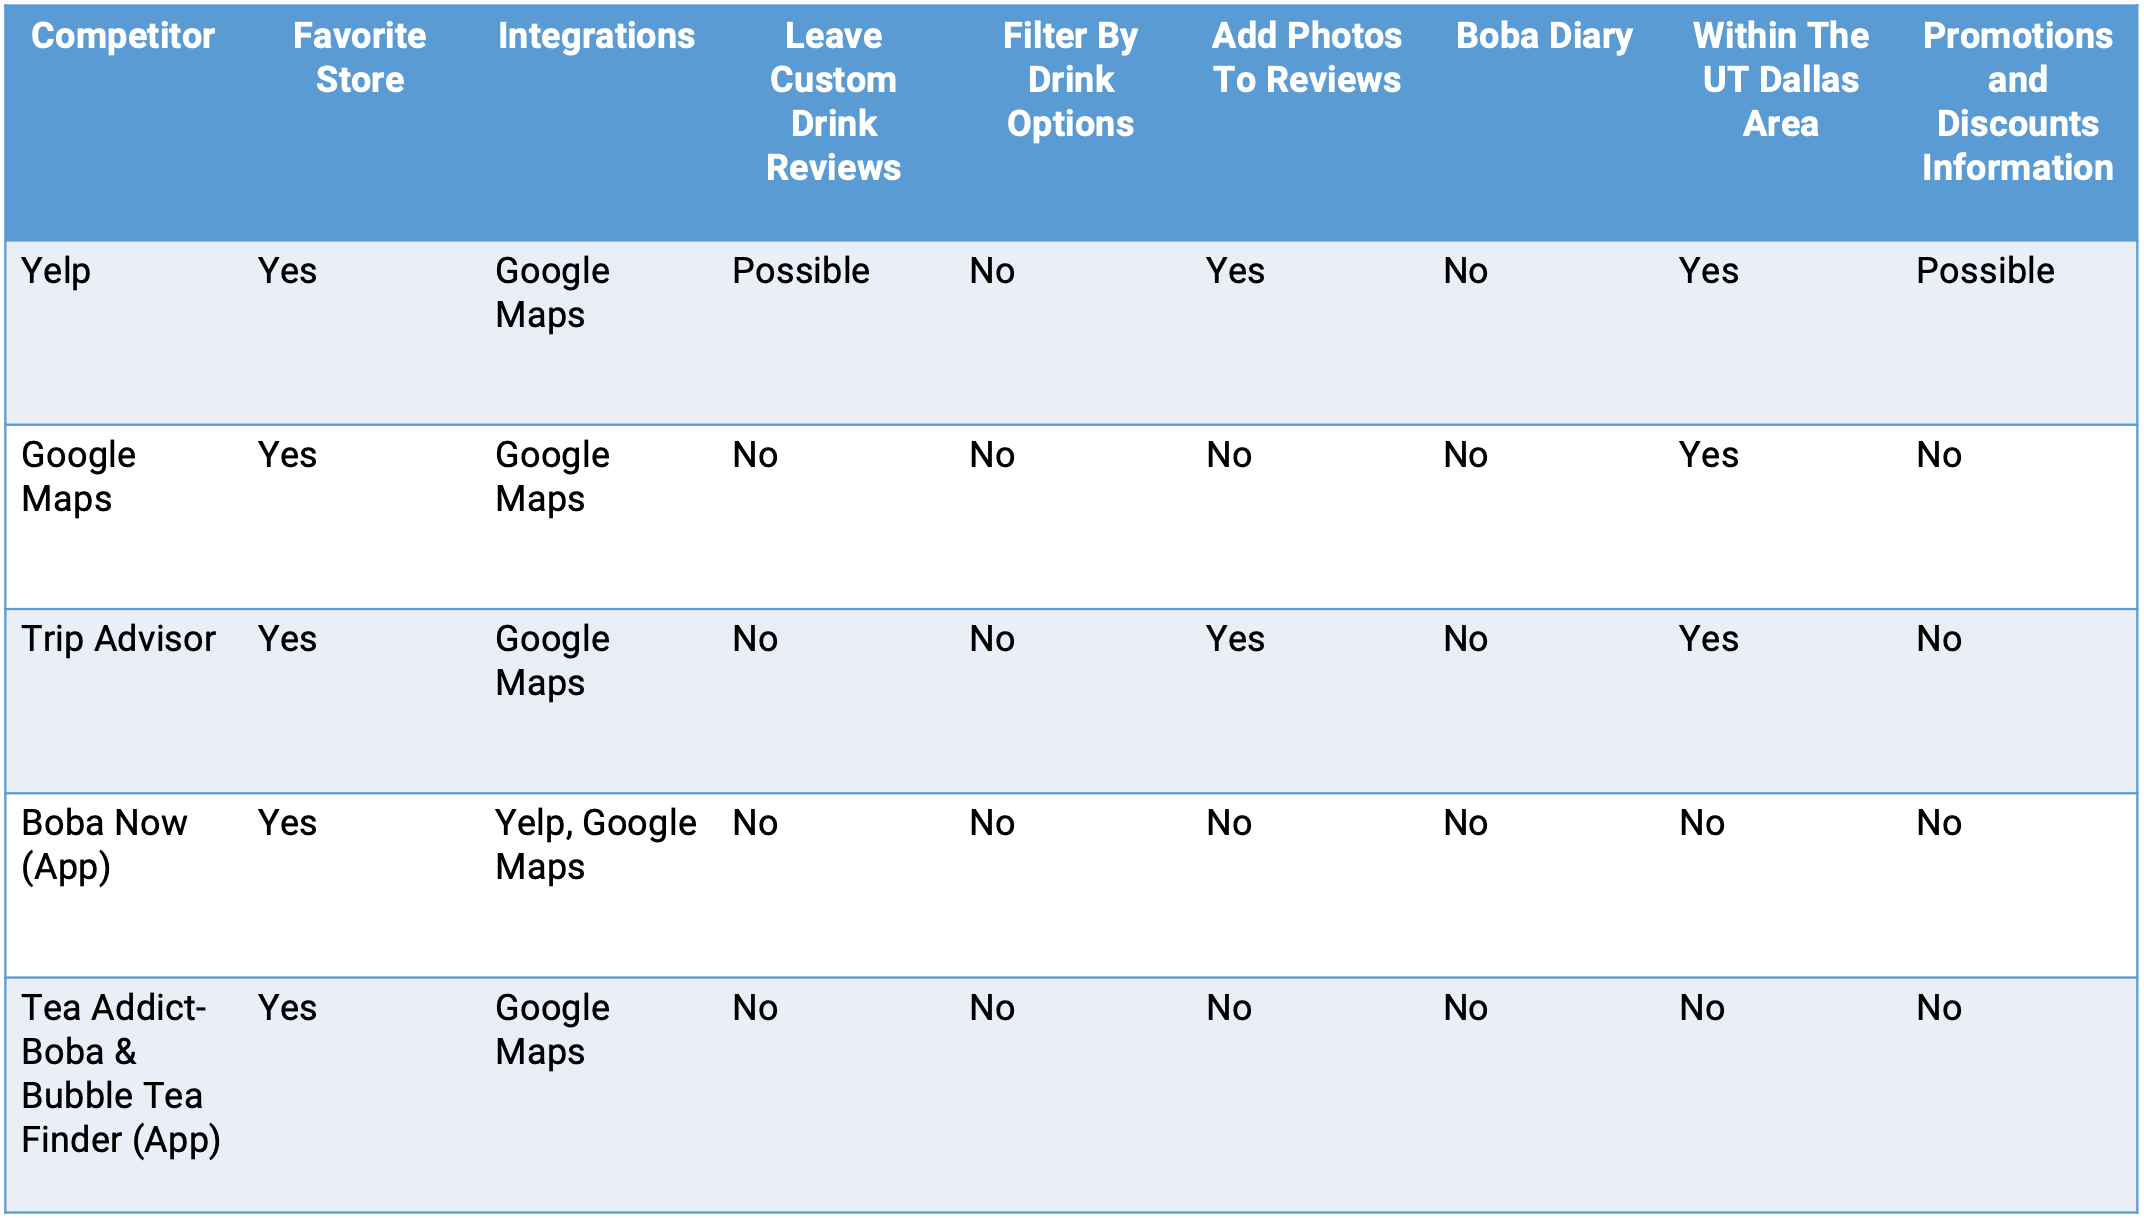 Competitor
Favorite
Store
Integrations
Leave
Custom
Drink
Reviews
Filter By
Drink
Options
Add Photos
To Reviews
Boba Diary
Within The
UT Dallas
Area
Promotions
and
Discounts
Information
Yelp
Yes
Google
Maps
Possible
No
Yes
No
Yes
Possible
Google
Maps
Yes
Google
Maps
No
No
No
No
Yes
No
Trip Advisor
Yes
Google
Maps
No
No
Yes
No
Yes
No
Boba Now
(App)
Yes
Yelp, Google
Maps
No
No
No
No
No
No
Tea Addict-
Boba &
Bubble Tea
Finder (App)
Yes
Google
Maps
No
No
No
No
No
No